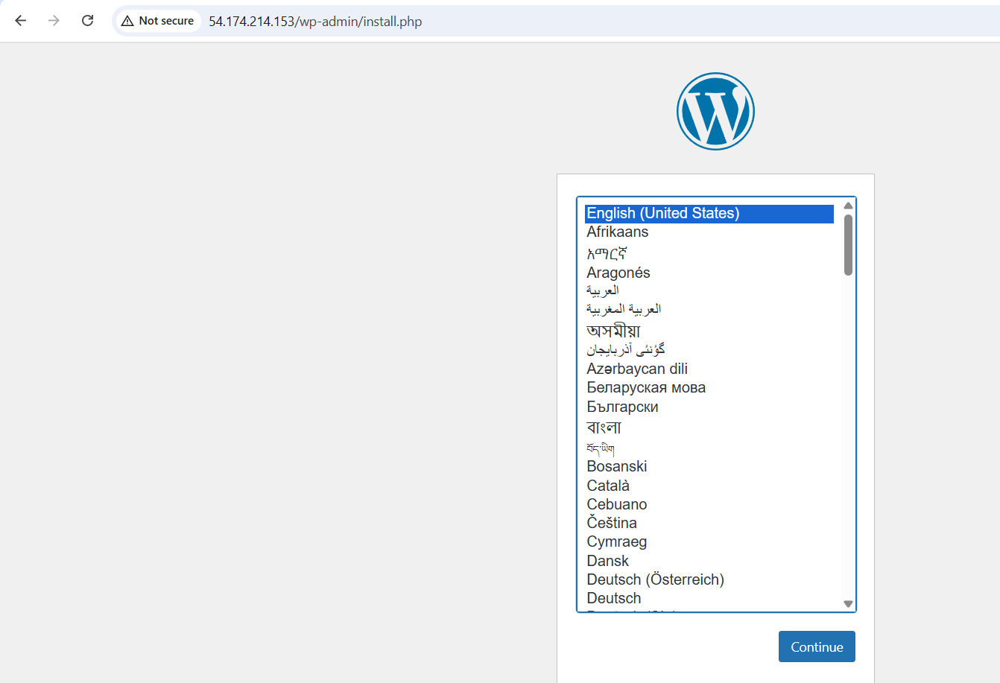 Not secure
54.174.214.153/wp-admin/install.php
English (United States)
Afrikaans
አማርኛ
Aragonés
العربية
العربية المغربية
অসমীয়া
گؤنئی آذربایجان
Azərbaycan dili
Беларуская мова
Български
বাংলা
བོད་ཡིག
Bosanski
Català
Cebuano
Čeština
Cymraeg
Dansk
Deutsch (Österreich)
Deutsch
Continue